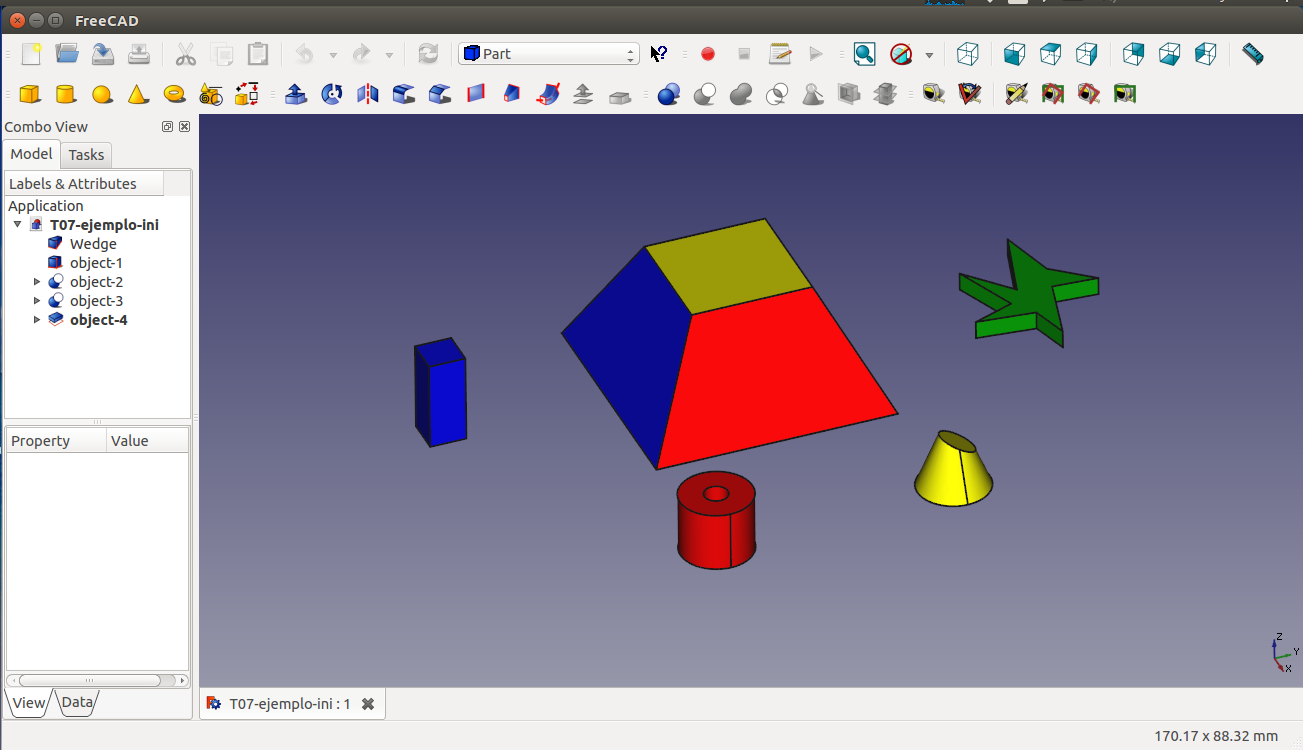 FreeCAD
Part
Combo View
Model Tasks
Labels & Attributes
Application
T07-ejemplo-ini
Wedge
object-1
object-2
object-3
object-4
Property Value
View Data
T07-ejemplo-ini : 1
Z
Y
X
170.17 x 88.32 mm